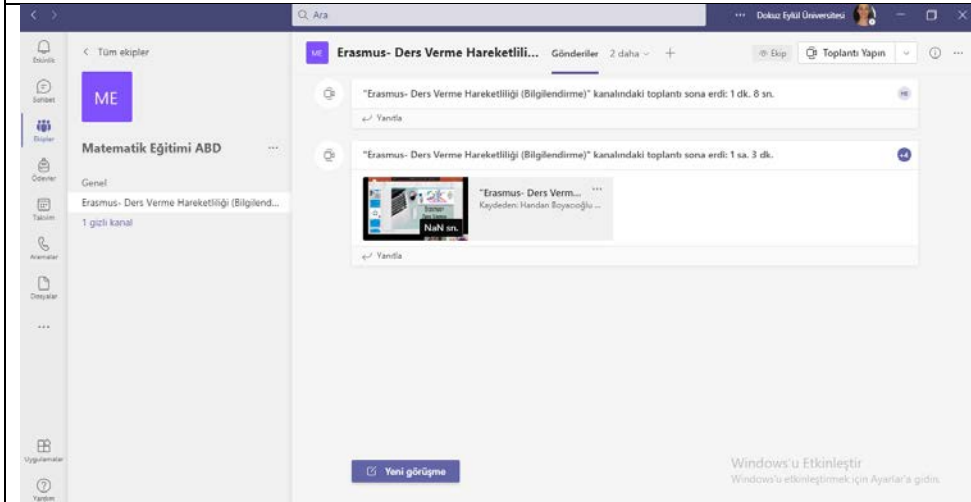 Ara
Dokuz Eylül Üniversitesi
Etkinlik
Sohbet
Ekipler
Ödevler
Takvim
Aramalar
Dosyalar
Uygulamalar
Yardım
Tüm ekipler
ME
Matematik Eğitimi ABD
Genel
Erasmus- Ders Verme Hareketliliği (Bilgilend...
1 gizli kanal
ME Erasmus- Ders Verme Hareketlili... Gönderiler 2 daha
Ekip Toplantı Yapın
"Erasmus- Ders Verme Hareketliliği (Bilgilendirme)" kanalındaki toplantı sona erdi: 1 dk. 8 sn.
Yanıtla
"Erasmus- Ders Verme Hareketliliği (Bilgilendirme)" kanalındaki toplantı sona erdi: 1 sa. 3 dk.
+4
"Erasmus- Ders Verm...
Kaydeden: Handan Boyacıoğlu ...
NaN sn.
Yanıtla
Yeni görüşme
Windows'u Etkinleştir
Windows'u etkinleştirmek için Ayarlar'a gidin.